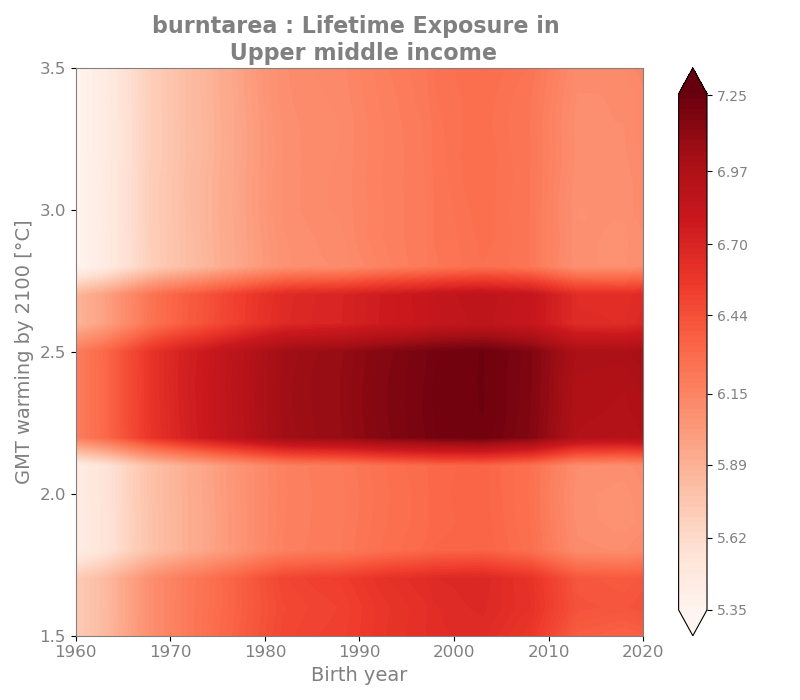 burntarea : Lifetime Exposure in
Upper middle income
3.5
3.0
2.5
2.0
1.5
GMT warming by 2100 [°C]
1960 1970 1980 1990 2000 2010 2020
Birth year
7.25
6.97
6.70
6.44
6.15
5.89
5.62
5.35